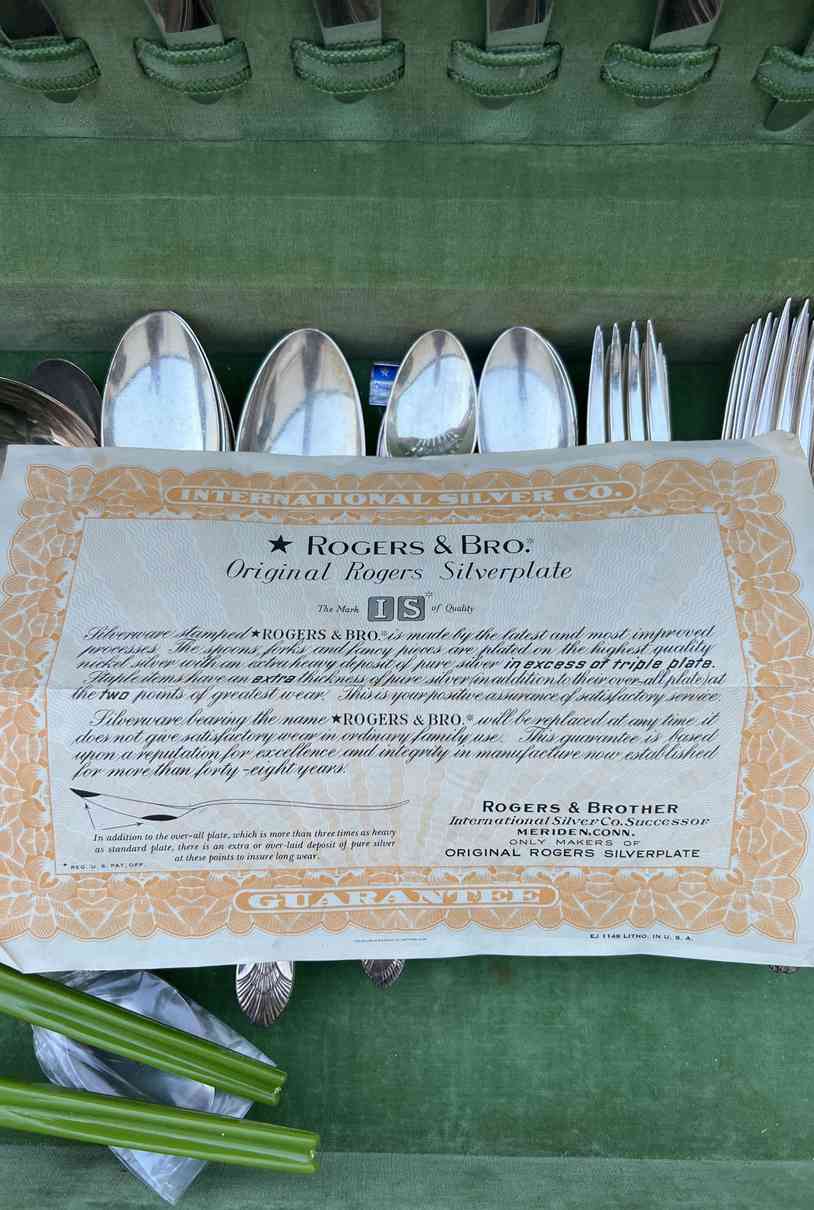 INTERNATIONAL SILVER CO.
★ ROGERS & BRO.*
Original Rogers Silverplate
The Mark IS* of Quality
Silverware stamped ★ROGERS & BRO.* is made by the latest and most improved
processes. The spoons, forks, and fancy pieces are plated on the highest quality
nickel silver with an extra heavy deposit of pure silver in excess of triple plate.
Staple items have an extra thickness of pure silver (in addition to their over-all plate) at
the two points of greatest wear. This is your positive assurance of satisfactory service.
Silverware bearing the name ★ROGERS & BRO.* will be replaced at any time it
does not give satisfactory wear in ordinary family use. This guarantee is based
upon a reputation for excellence and integrity in manufacture now established
for more than forty-eight years.
In addition to the over-all plate, which is more than three times as heavy
as standard plate, there is an extra or over-laid deposit of pure silver
at these points to insure long wear.
* REG. U. S. PAT. OFF.
ROGERS & BROTHER
International Silver Co. Successor
MERIDEN, CONN.
ONLY MAKERS OF
ORIGINAL ROGERS SILVERPLATE
GUARANTEE
EJ 1148 LITHO. IN U. S. A.